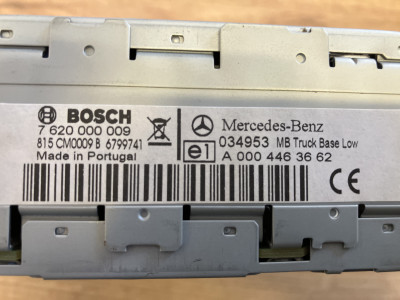 BOSCH
7 620 000 009
815 CM0009 B 6799741
Made in Portugal
Mercedes-Benz
e1 034953 MB Truck Base Low
A 000 446 36 62
CE